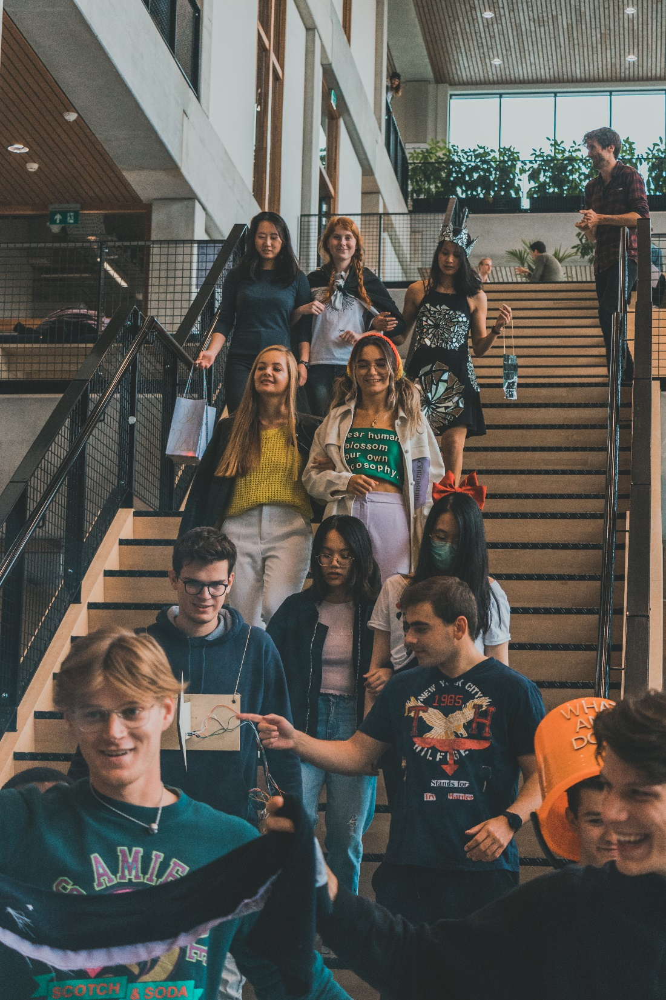 ear human
blossom
our own
cosophy.
NEW YORK CITY
1985
T H
HILFIGE
Stands for:
Try Harder
WHA
AM
DO
AMIE
SCOTCH & SODA